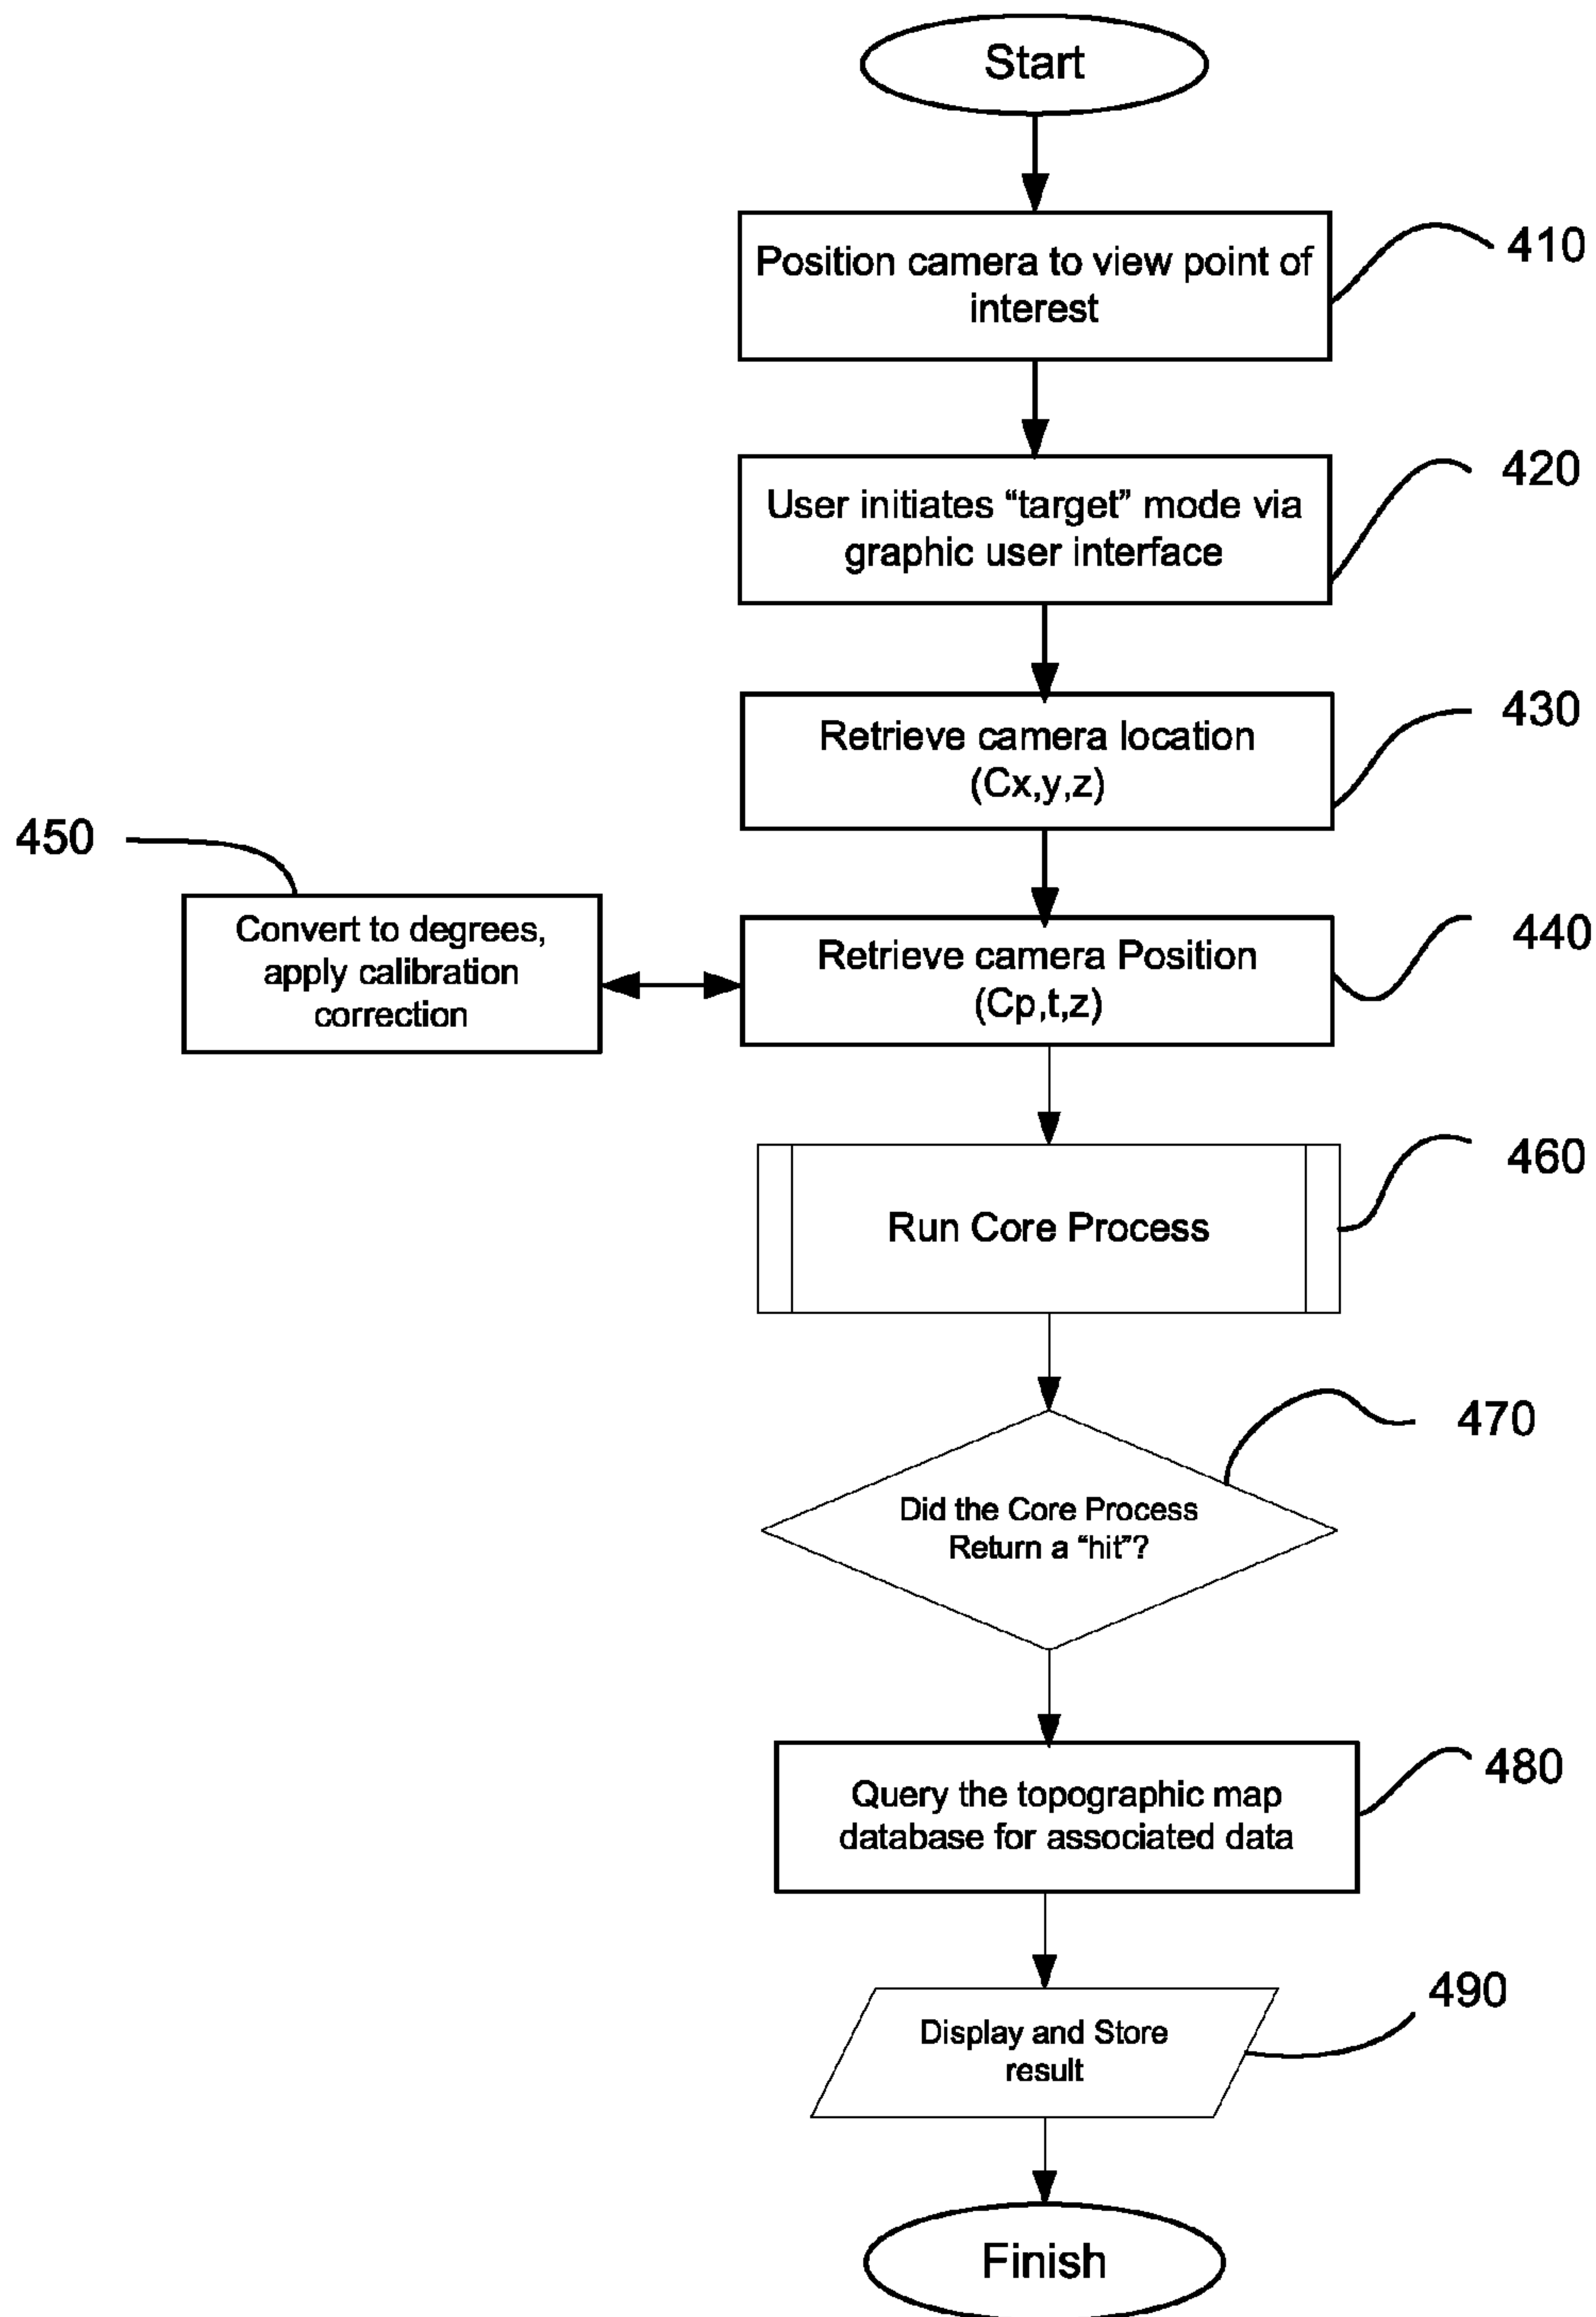 Start
Position camera to view point of
interest
410
User initiates “target” mode via
graphic user interface
420
Retrieve camera location
(Cx,y,z)
430
450
Convert to degrees,
apply calibration
correction
Retrieve camera Position
(Cp,t,z)
440
Run Core Process
460
Did the Core Process
Return a “hit”?
470
Query the topographic map
database for associated data
480
Display and Store
result
490
Finish